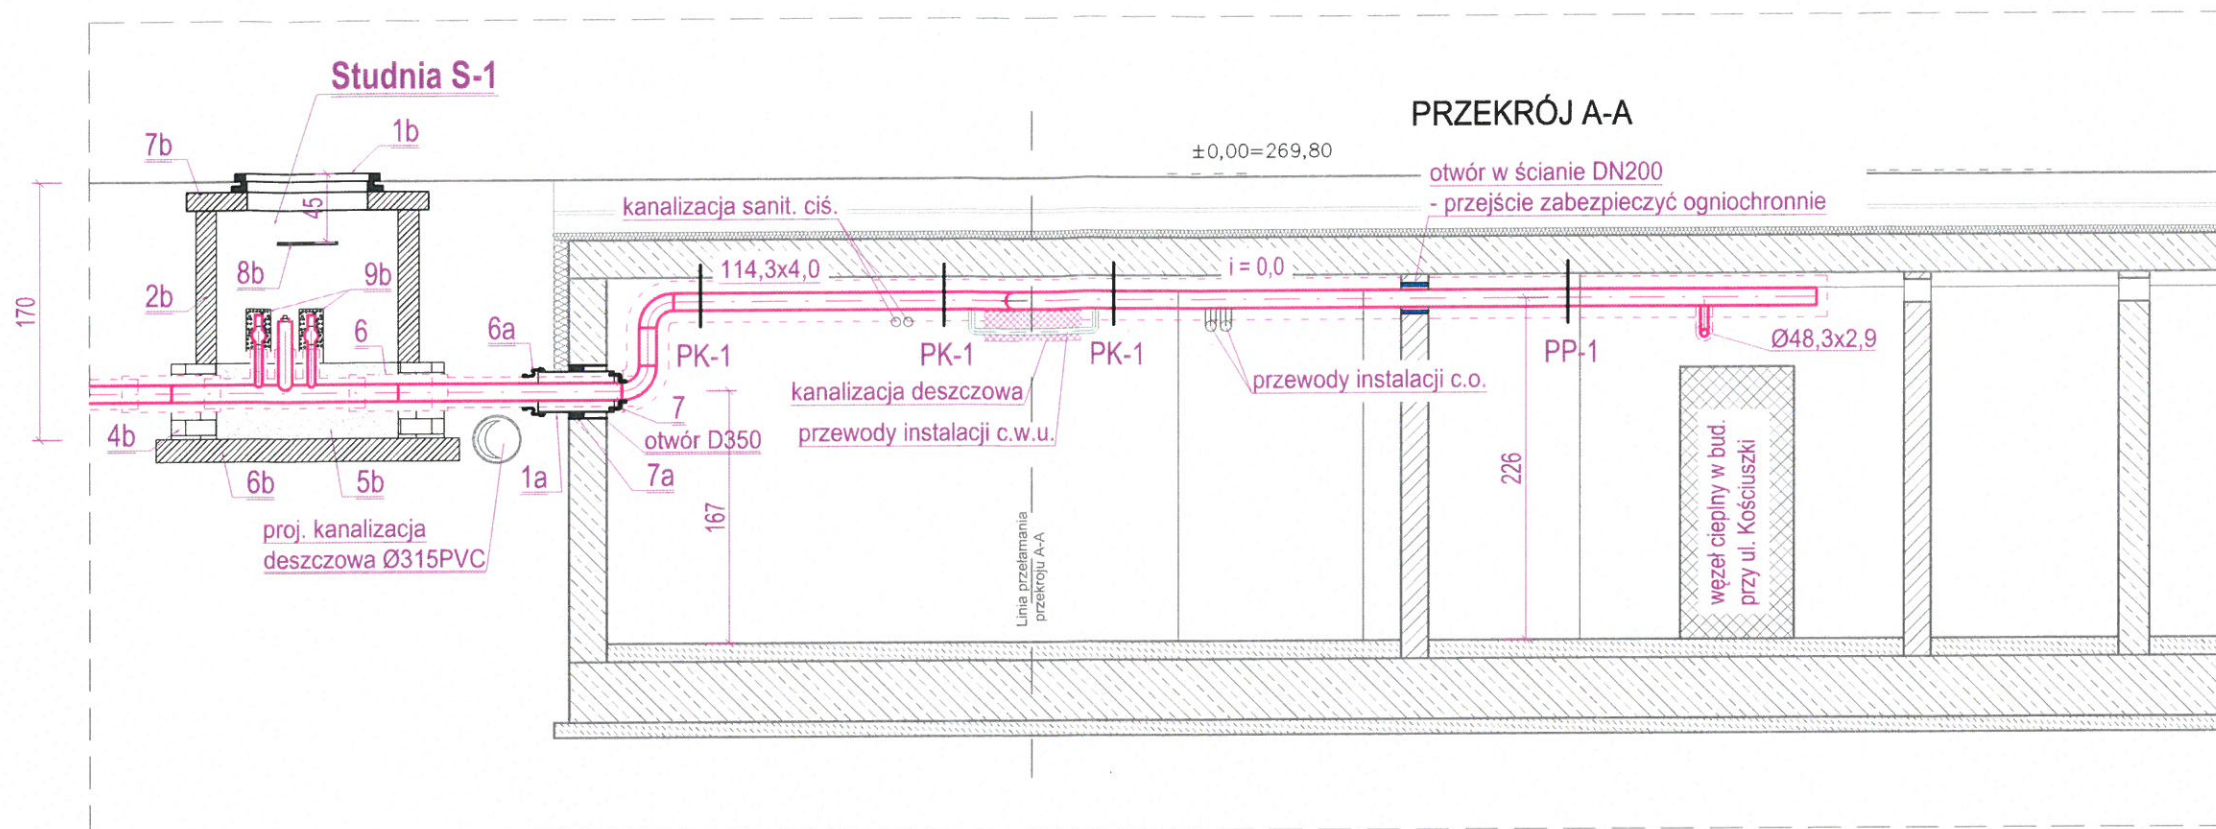 Studnia S-1
PRZEKRÓJ A-A
1b
7b
±0,00=269,80
otwór w ścianie DN200
- przejście zabezpieczyć ogniochronnie
45
kanalizacja sanit. ciś.
8b
9b
114,3x4,0
i = 0,0
2b
170
6
6a
PK-1
PK-1
PK-1
PP-1
Ø48,3x2,9
kanalizacja deszczowa
przewody instalacji c.o.
7
otwór D350
przewody instalacji c.w.u.
4b
6b
5b
1a
7a
167
226
węzeł cieplny w bud.
przy ul. Kościuszki
proj. kanalizacja
deszczowa Ø315PVC
Linia przełamania
przekroju A-A